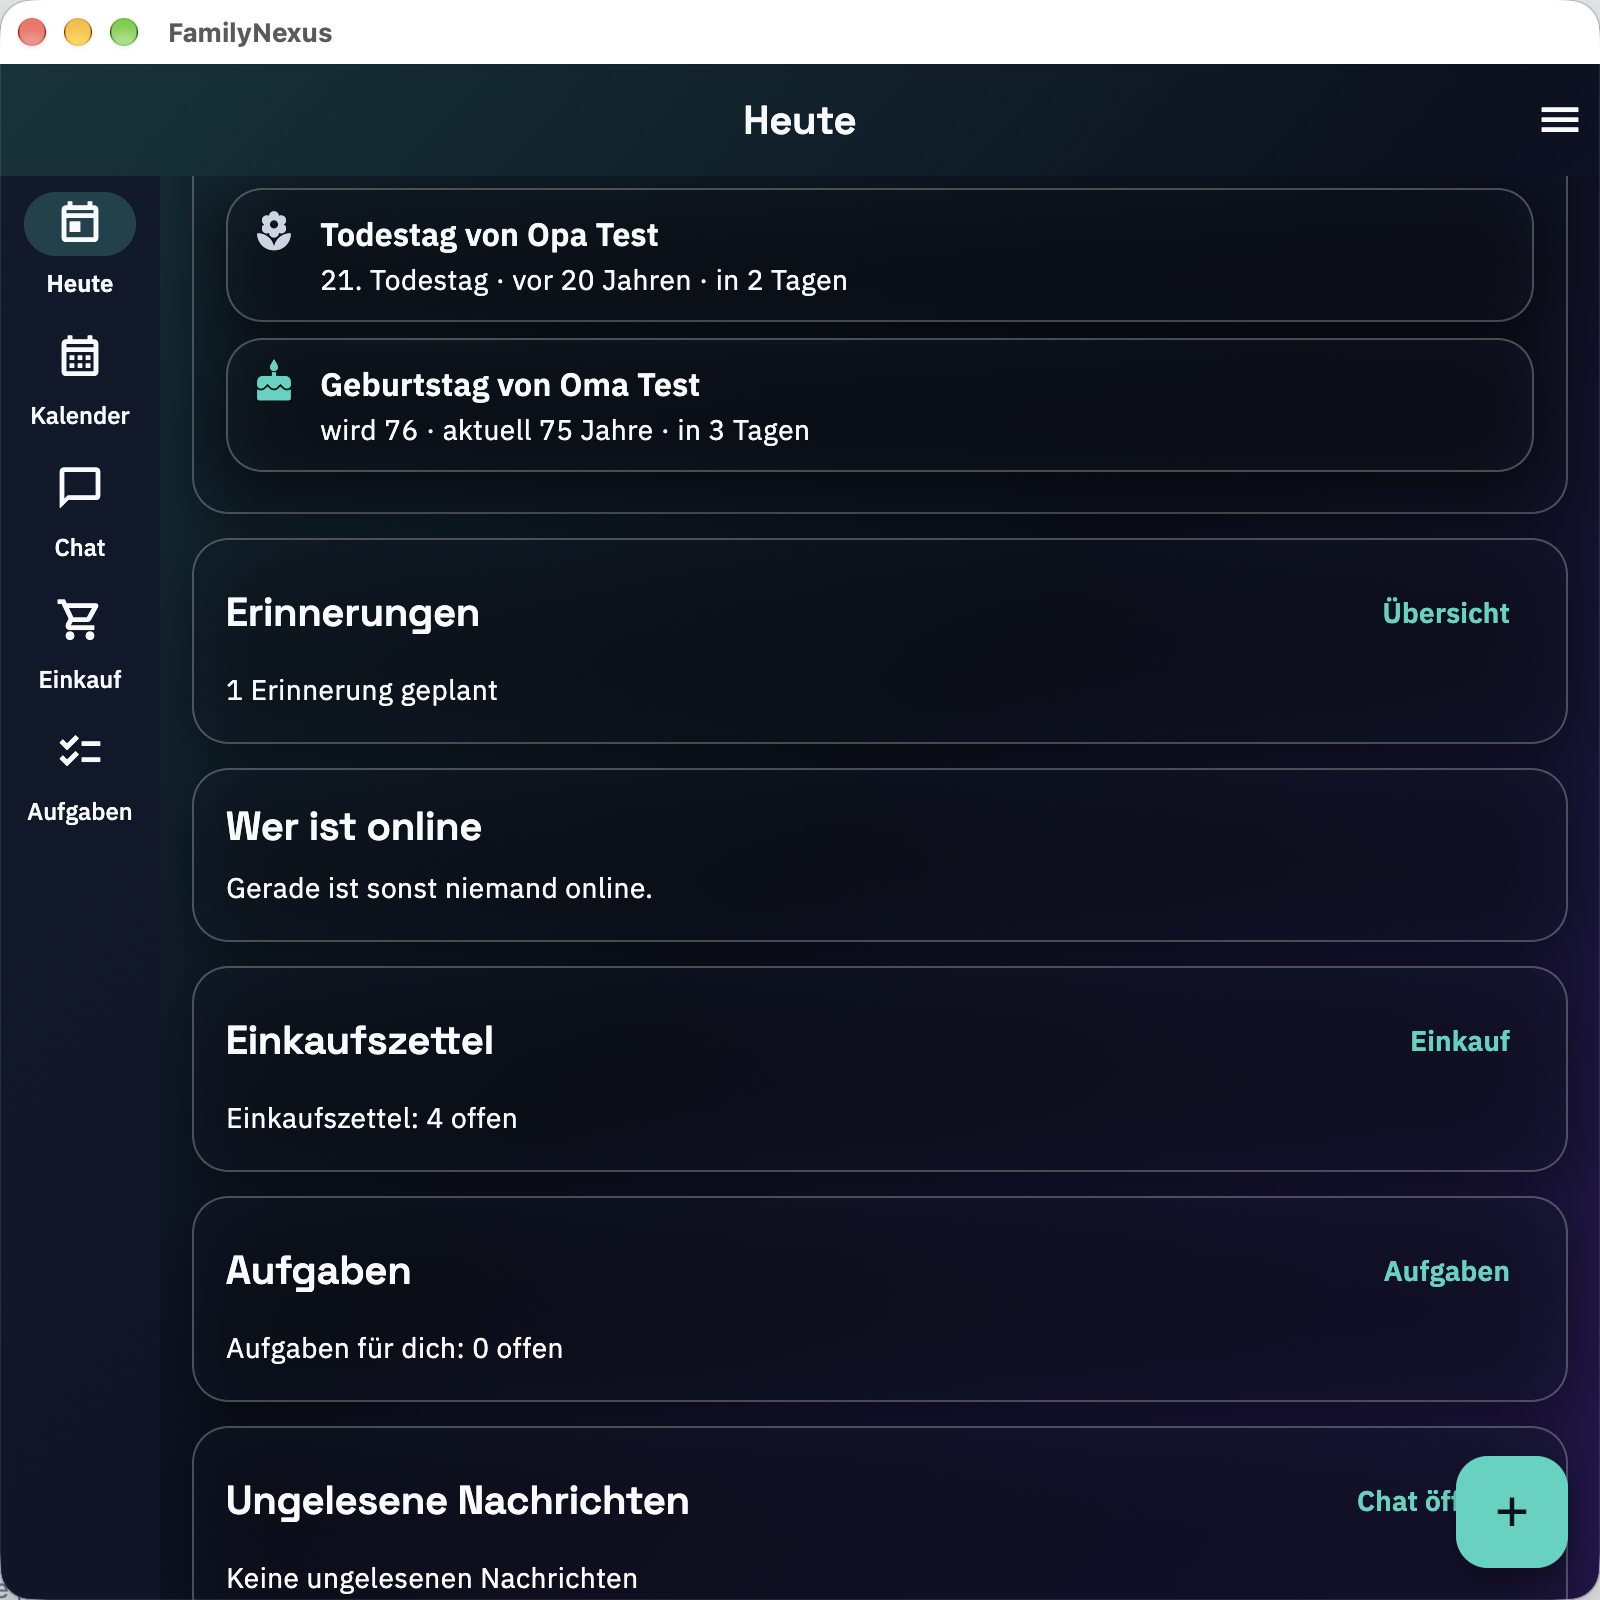 FamilyNexus
Heute
Heute
Kalender
Chat
Einkauf
Aufgaben
Todestag von Opa Test
21. Todestag · vor 20 Jahren · in 2 Tagen
Geburtstag von Oma Test
wird 76 · aktuell 75 Jahre · in 3 Tagen
Erinnerungen
Übersicht
1 Erinnerung geplant
Wer ist online
Gerade ist sonst niemand online.
Einkaufszettel
Einkauf
Einkaufszettel: 4 offen
Aufgaben
Aufgaben
Aufgaben für dich: 0 offen
Ungelesene Nachrichten
Chat
Keine ungelesenen Nachrichten